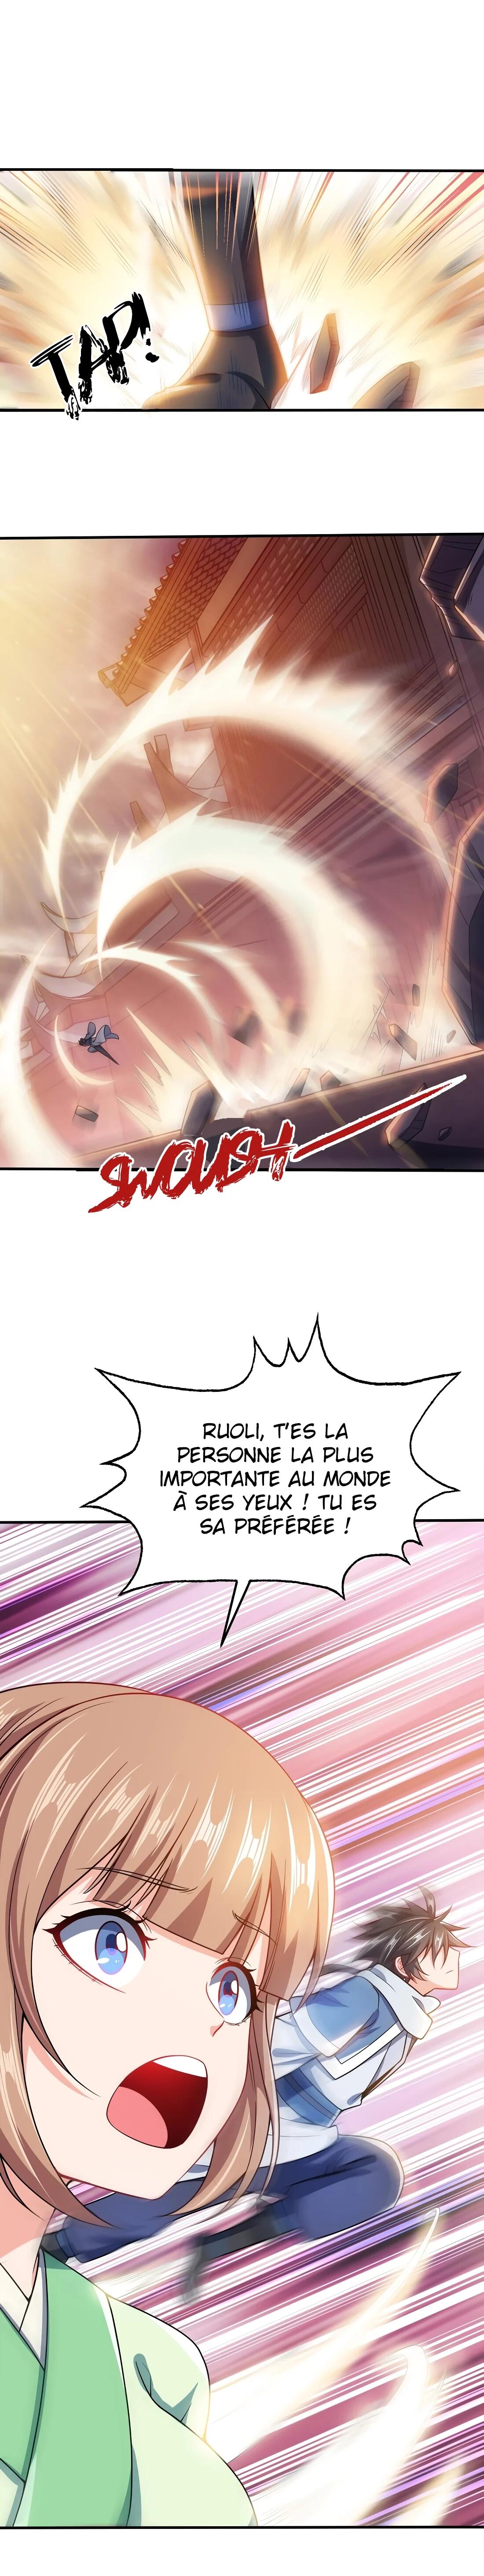 TAP!
SWOUSH
RUOLI, T'ES LA
PERSONNE LA PLUS
IMPORTANTE AU MONDE
À SES YEUX ! TU ES
SA PRÉFÉRÉE !